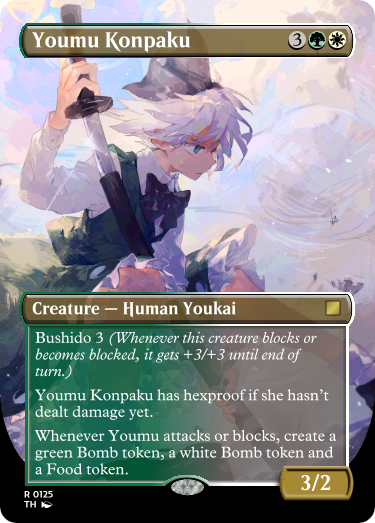 Youmu Konpaku 3
Creature — Human Youkai
Bushido 3 (Whenever this creature blocks or
becomes blocked, it gets +3/+3 until end of
turn.)
Youmu Konpaku has hexproof if she hasn't
dealt damage yet.
Whenever Youmu attacks or blocks, create a
green Bomb token, a white Bomb token and
a Food token.
3/2
R 0125
TH